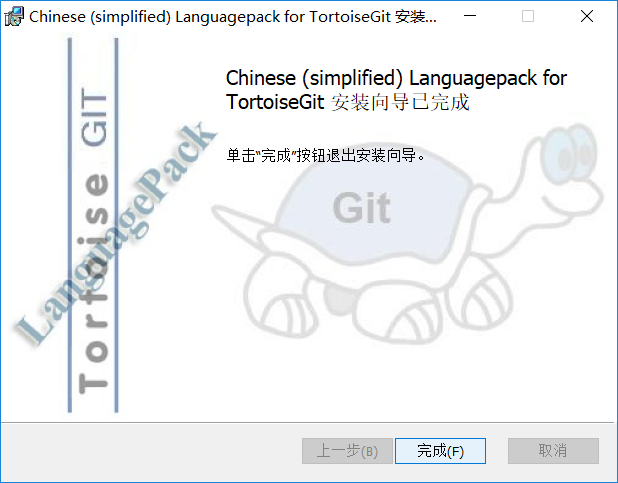 Chinese (simplified) Languagepack for TortoiseGit 安装...
Chinese (simplified) Languagepack for
TortoiseGit 安装向导已完成
单击“完成”按钮退出安装向导。
Git
Tortoise GIT
LanguagePack
上一步(B)
完成(F)
取消